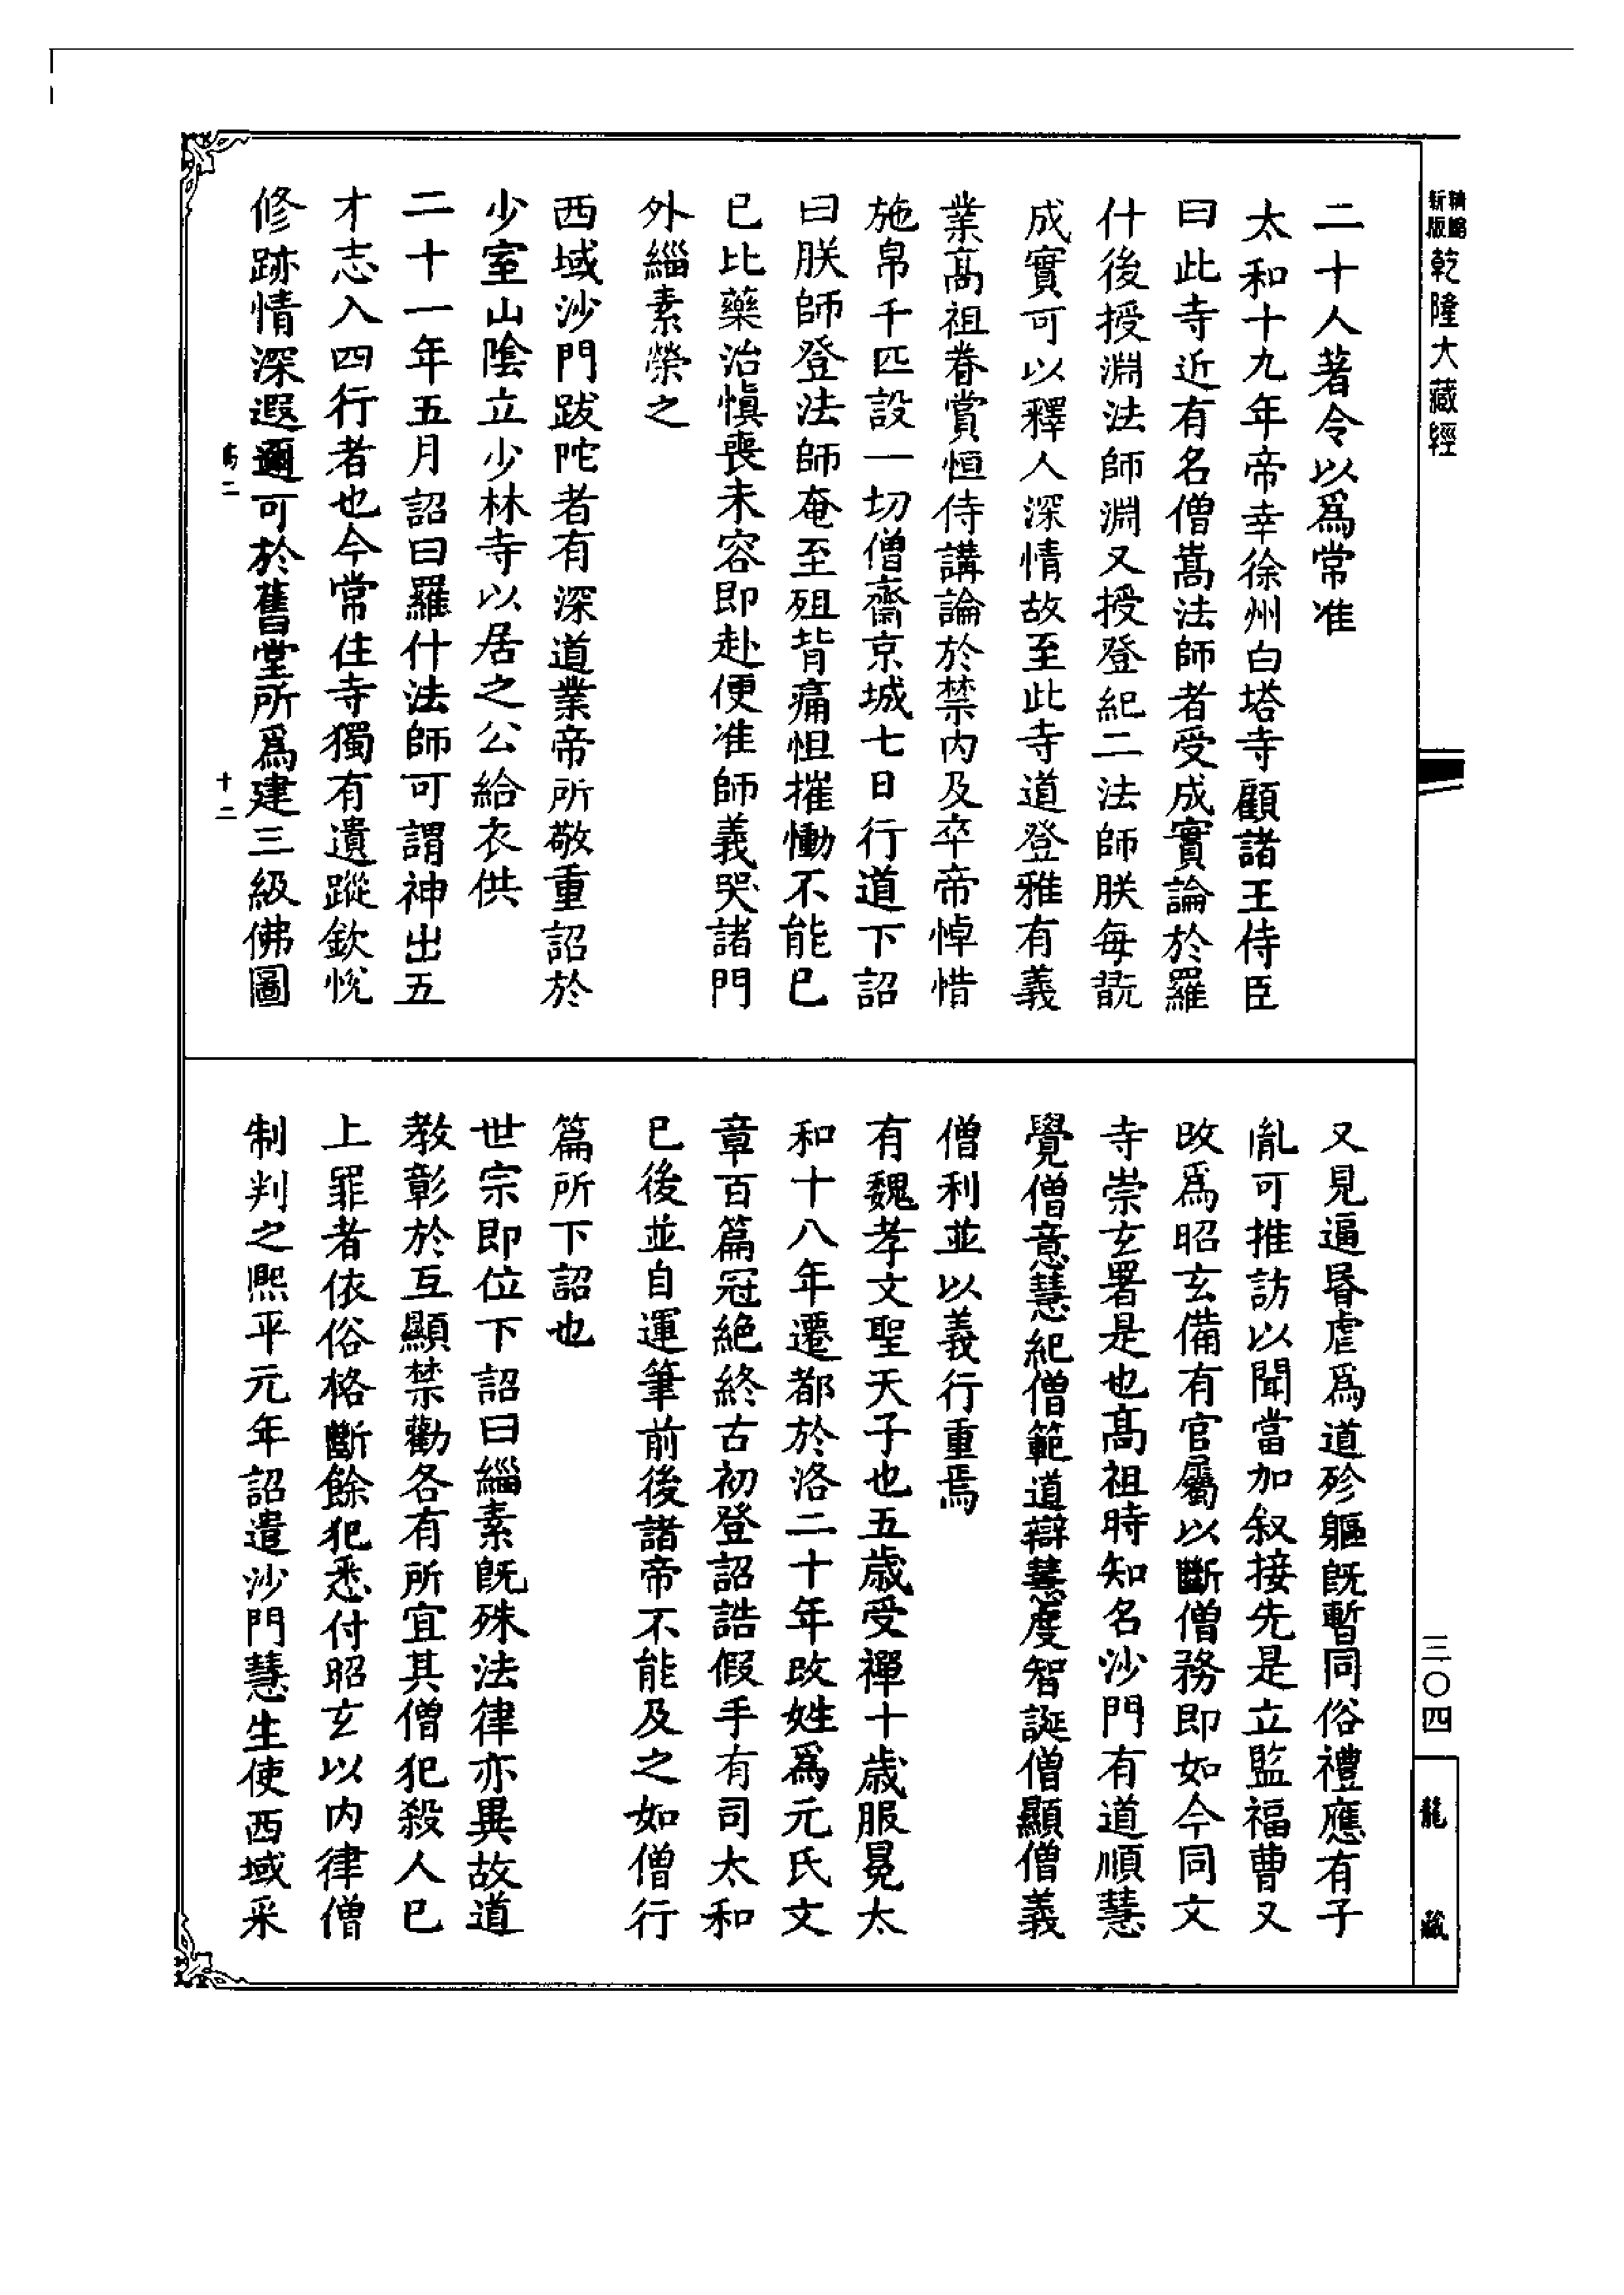 新版
乾隆大藏經
二十人著令以爲常准
太和十九年帝幸徐州白塔寺顧諸王侍臣
曰此寺近有名僧嵩法師者受成實論於羅
什後授淵法師淵又授登紀二法師朕每翫
成實可以釋人深情故至此寺道登雅有義
業高祖眷賞恒侍講論於禁内及卒帝悼惜
施帛千匹設一切僧齋京城七日行道下詔
曰朕師登法師奄至殂背痛怛摧慟不能已
已比藥治慎喪未容即赴便准師義哭諸門
外緇素榮之
西域沙門跋陀者有深道業帝所敬重詔於
少室山陰立少林寺以居之公給衣供
二十一年五月詔曰羅什法師可謂神出五
才志入四行者也今常住寺獨有遺蹤欽悅
修跡情深遐邇可於舊堂所爲建三級佛圖
二
十二
又見逼昬虐爲道殄軀旣暫同俗禮應有子
胤可推訪以聞當加叙接先是立監福曹又
改爲昭玄備有官屬以斷僧務即如今同文
寺崇玄署是也高祖時知名沙門有道順慧
覺僧意慧紀僧範道辯慧度智誕僧顯僧義
僧利並以義行重焉
有魏孝文聖天子也五歲受禪十歲服冕太
和十八年遷都於洛二十年改姓爲元氏文
章百篇冠絶終古初登詔誥假手有司太和
已後並自運筆前後諸帝不能及之如僧行
篇所下詔也
世宗即位下詔曰緇素旣殊法律亦異故道
教彰於互顯禁勸各有所宜其僧犯殺人已
上罪者依俗格斷餘犯悉付昭玄以内律僧
制判之熙平元年詔遣沙門慧生使西域采
三〇四
龍藏